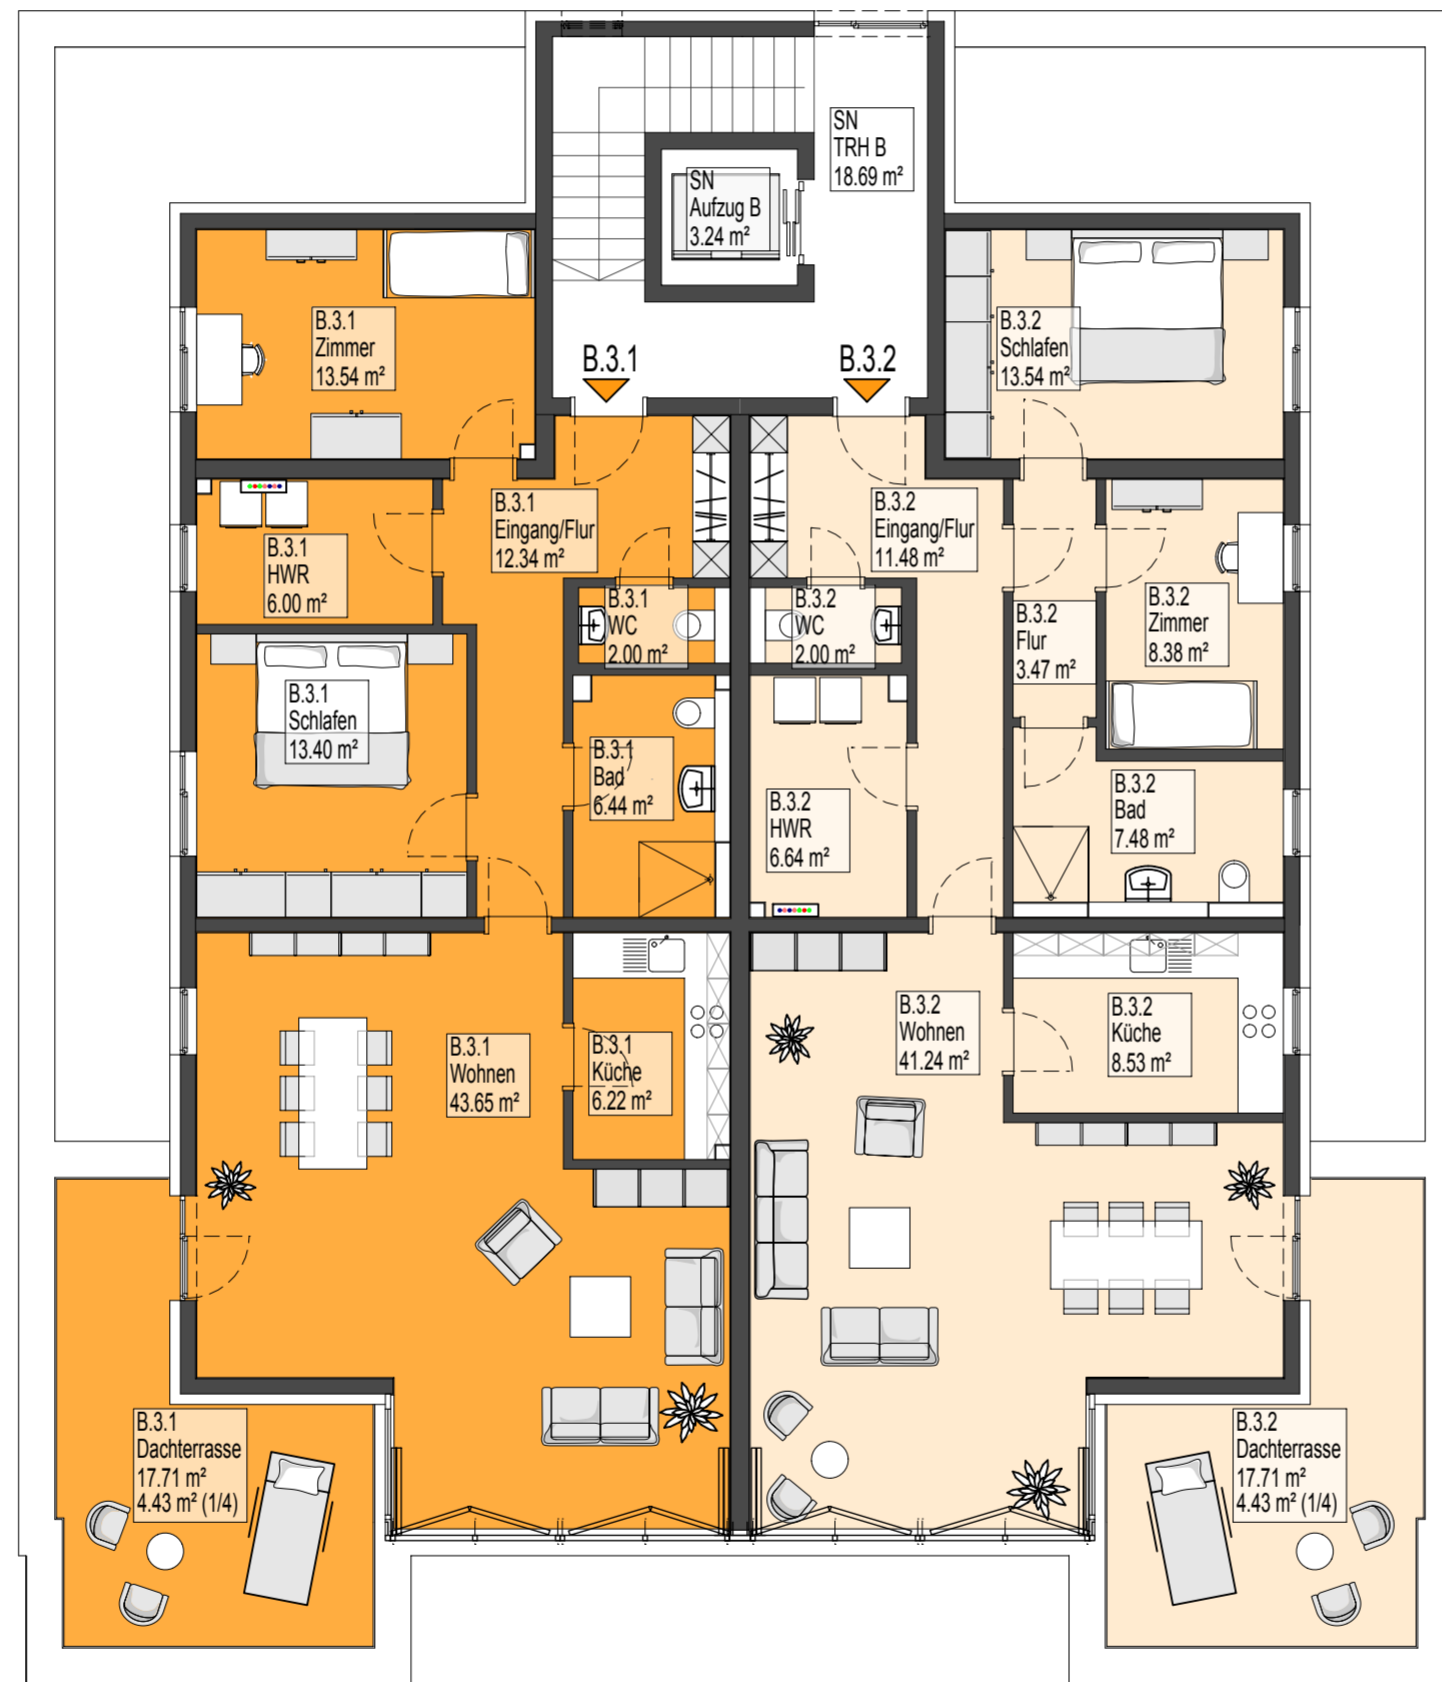 SN
TRH B
18.69 m²
SN
Aufzug B
3.24 m²
B.3.1
Zimmer
13.54 m²
B.3.2
Schlafen
13.54 m²
B.3.1
B.3.2
B.3.1
Eingang/Flur
12.34 m²
B.3.2
Eingang/Flur
11.48 m²
B.3.1
HWR
6.00 m²
B.3.1
WC
2.00 m²
B.3.2
WC
2.00 m²
B.3.2
Flur
3.47 m²
B.3.2
Zimmer
8.38 m²
B.3.1
Schlafen
13.40 m²
B.3.1
Bad
6.44 m²
B.3.2
HWR
6.64 m²
B.3.2
Bad
7.48 m²
B.3.1
Wohnen
43.65 m²
B.3.1
Küche
6.22 m²
B.3.2
Wohnen
41.24 m²
B.3.2
Küche
8.53 m²
B.3.1
Dachterrasse
17.71 m²
4.43 m² (1/4)
B.3.2
Dachterrasse
17.71 m²
4.43 m² (1/4)